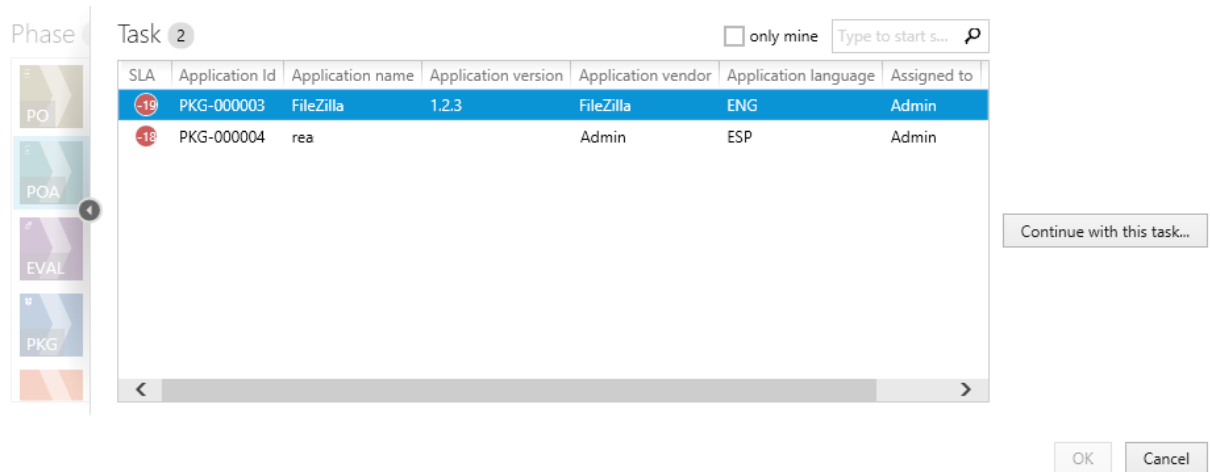 Phase
Task 2
only mine
Type to start s...
SLA Application Id Application name Application version Application vendor Application language Assigned to
-19 PKG-000003 FileZilla 1.2.3 FileZilla ENG Admin
-18 PKG-000004 rea Admin ESP Admin
PO
POA
EVAL
PKG
Continue with this task...
OK Cancel